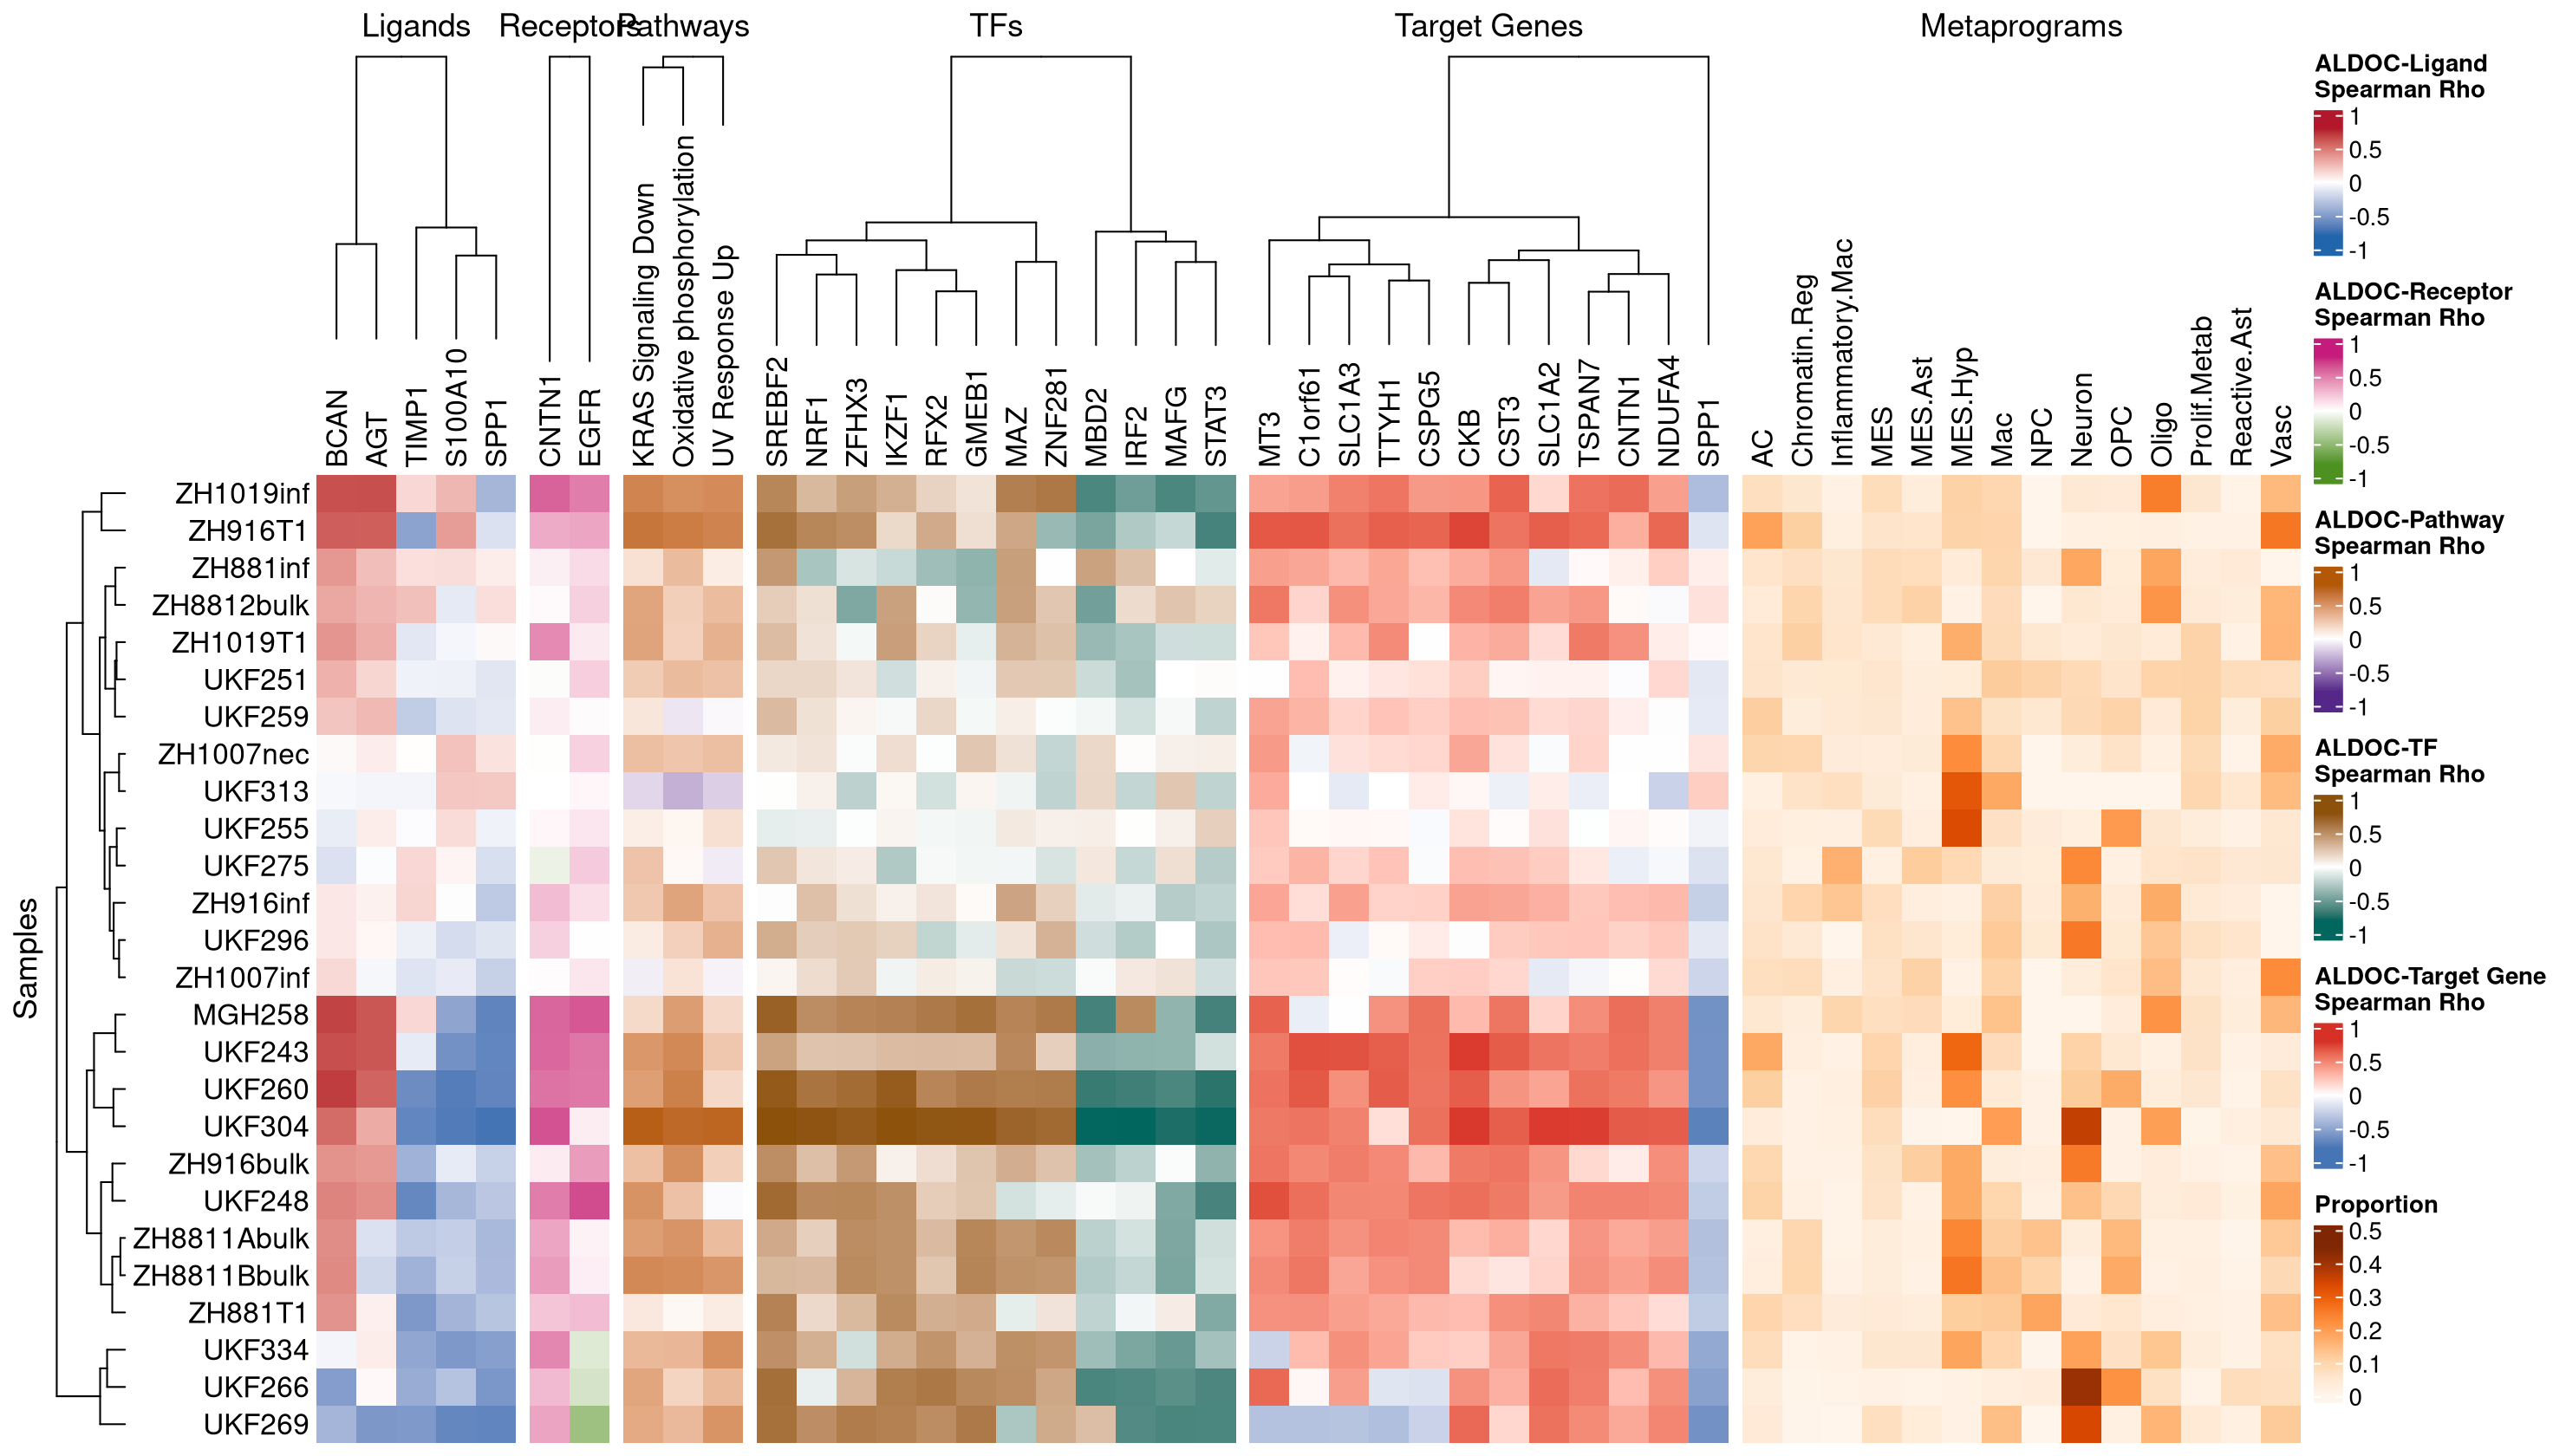 Ligands
Receptors
Pathways
TFs
Target Genes
Metaprograms
BCAN
AGT
TIMP1
S100A10
SPP1
CNTN1
EGFR
KRAS Signaling Down
Oxidative phosphorylation
UV Response Up
SREBF2
NRF1
ZFHX3
IKZF1
RFX2
GMEB1
MAZ
ZNF281
MBD2
IRF2
MAFG
STAT3
MT3
C1orf61
SLC1A3
TTYH1
CSPG5
CKB
CST3
SLC1A2
TSPAN7
CNTN1
NDUFA4
SPP1
AC
Chromatin.Reg
Inflammatory.Mac
MES
MES.Ast
MES.Hyp
Mac
NPC
Neuron
OPC
Oligo
Prolif.Metab
Reactive.Ast
Vasc
Samples
ZH1019inf
ZH916T1
ZH881inf
ZH8812bulk
ZH1019T1
UKF251
UKF259
ZH1007nec
UKF313
UKF255
UKF275
ZH916inf
UKF296
ZH1007inf
MGH258
UKF243
UKF260
UKF304
ZH916bulk
UKF248
ZH8811Abulk
ZH8811Bbulk
ZH881T1
UKF334
UKF266
UKF269
ALDOC-Ligand
Spearman Rho
1
0.5
0
-0.5
-1
ALDOC-Receptor
Spearman Rho
1
0.5
0
-0.5
-1
ALDOC-Pathway
Spearman Rho
1
0.5
0
-0.5
-1
ALDOC-TF
Spearman Rho
1
0.5
0
-0.5
-1
ALDOC-Target Gene
Spearman Rho
1
0.5
0
-0.5
-1
Proportion
0.5
0.4
0.3
0.2
0.1
0